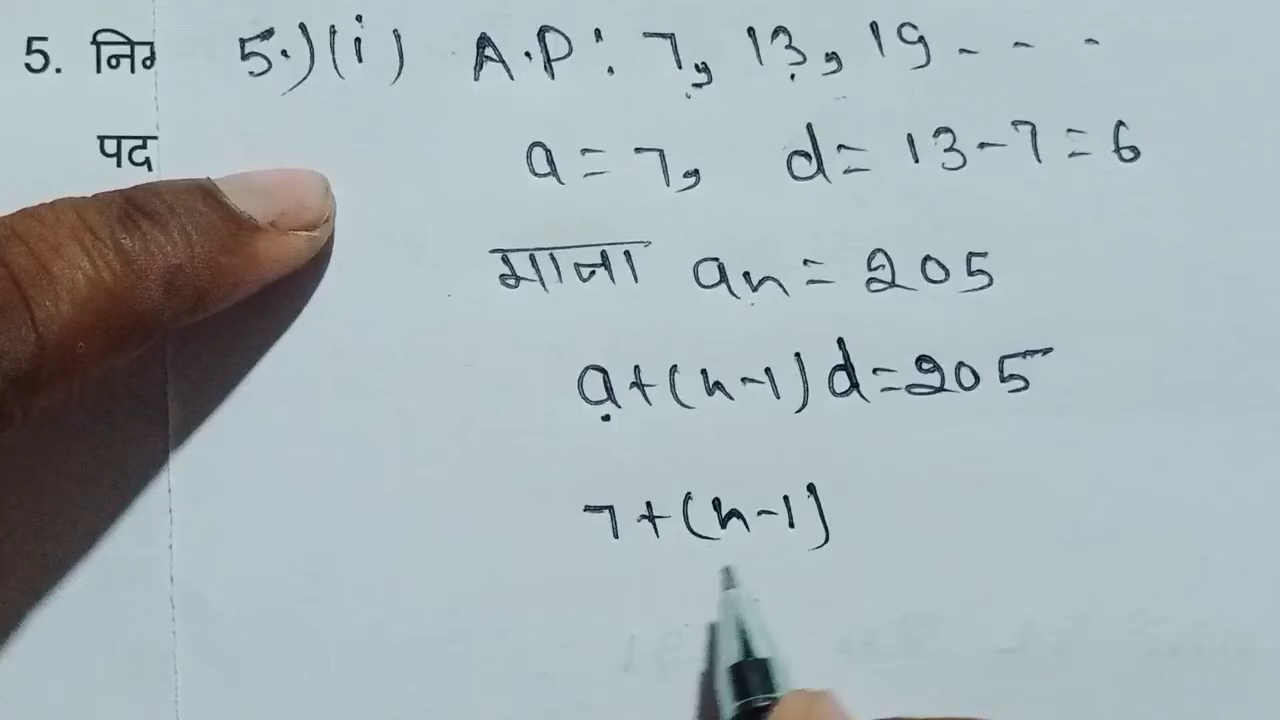 5. निम
पद
5.)(i) A.P: 7, 13, 19 - - -
a = 7, d = 13 - 7 = 6
माना an = 205
a + (n-1) d = 205
7 + (n-1)